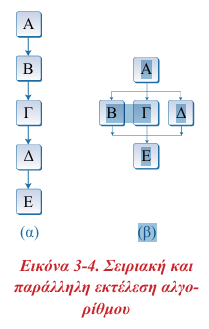 Α
Β
Α
Γ
Β Γ Δ
Δ
Ε
Ε
(α) (β)
Εικόνα 3-4. Σειριακή και
παράλληλη εκτέλεση αλγο-
ρίθμου